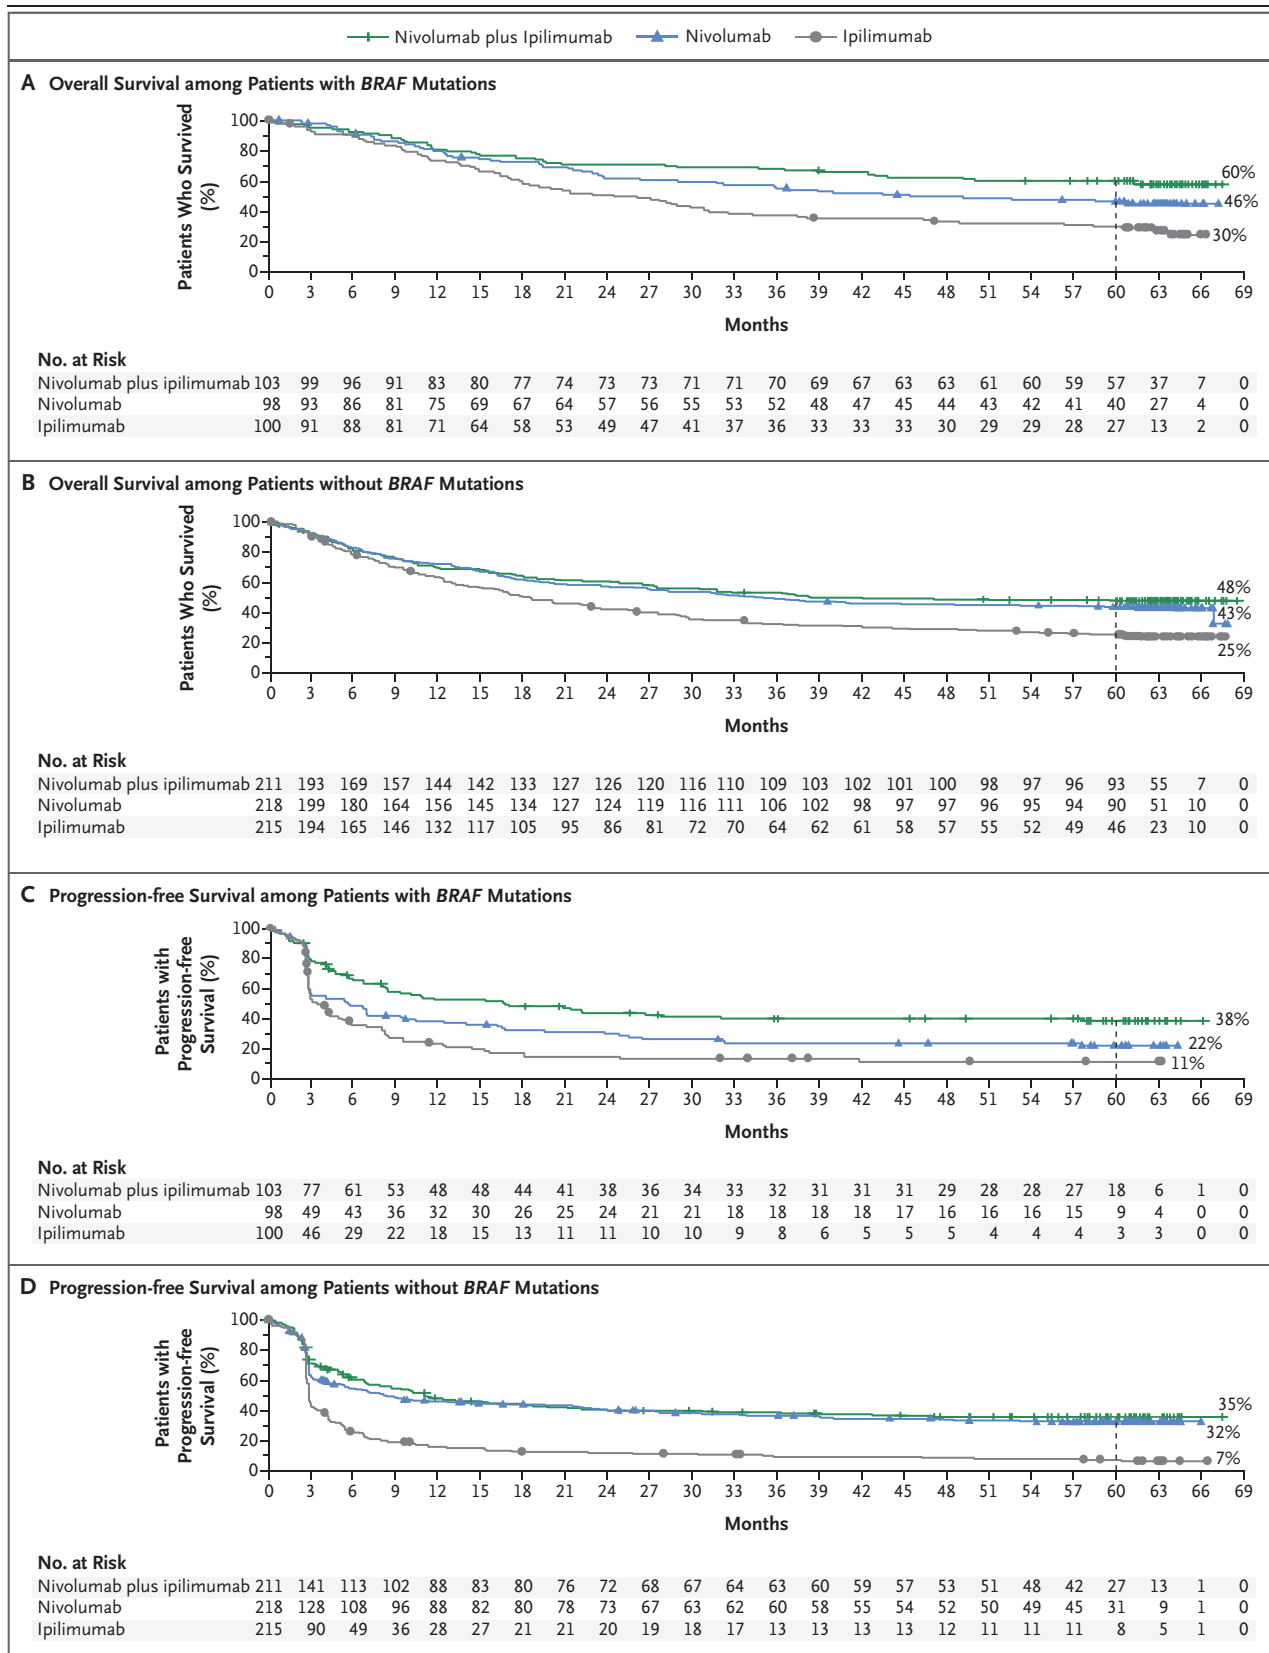 Nivolumab plus Ipilimumab Nivolumab Ipilimumab
A Overall Survival among Patients with BRAF Mutations
Patients Who Survived (%)
100
80
60
40
20
0
60%
46%
30%
0 3 6 9 12 15 18 21 24 27 30 33 36 39 42 45 48 51 54 57 60 63 66 69
Months
No. at Risk
Nivolumab plus ipilimumab 103 99 96 91 83 80 77 74 73 73 71 71 70 69 67 63 63 61 60 59 57 37 7 0
Nivolumab 98 93 86 81 75 69 67 64 57 56 55 53 52 48 47 45 44 43 42 41 40 27 4 0
Ipilimumab 100 91 88 81 71 64 58 53 49 47 41 37 36 33 33 33 30 29 29 28 27 13 2 0
B Overall Survival among Patients without BRAF Mutations
Patients Who Survived (%)
100
80
60
40
20
0
48%
43%
25%
0 3 6 9 12 15 18 21 24 27 30 33 36 39 42 45 48 51 54 57 60 63 66 69
Months
No. at Risk
Nivolumab plus ipilimumab 211 193 169 157 144 142 133 127 126 120 116 110 109 103 102 101 100 98 97 96 93 55 7 0
Nivolumab 218 199 180 164 156 145 134 127 124 119 116 111 106 102 98 97 97 96 95 94 90 51 10 0
Ipilimumab 215 194 165 146 132 117 105 95 86 81 72 70 64 62 61 58 57 55 52 49 46 23 10 0
C Progression-free Survival among Patients with BRAF Mutations
Patients with Progression-free Survival (%)
100
80
60
40
20
0
38%
22%
11%
0 3 6 9 12 15 18 21 24 27 30 33 36 39 42 45 48 51 54 57 60 63 66 69
Months
No. at Risk
Nivolumab plus ipilimumab 103 77 61 53 48 48 44 41 38 36 34 33 32 31 31 31 29 28 28 27 18 6 1 0
Nivolumab 98 49 43 36 32 30 26 25 24 21 21 18 18 18 18 17 16 16 16 15 9 4 0 0
Ipilimumab 100 46 29 22 18 15 13 11 11 10 10 9 8 6 5 5 5 4 4 4 3 3 0 0
D Progression-free Survival among Patients without BRAF Mutations
Patients with Progression-free Survival (%)
100
80
60
40
20
0
35%
32%
7%
0 3 6 9 12 15 18 21 24 27 30 33 36 39 42 45 48 51 54 57 60 63 66 69
Months
No. at Risk
Nivolumab plus ipilimumab 211 141 113 102 88 83 80 76 72 68 67 64 63 60 59 57 53 51 48 42 27 13 1 0
Nivolumab 218 128 108 96 88 82 80 78 73 67 63 62 60 58 55 54 52 50 49 45 31 9 1 0
Ipilimumab 215 90 49 36 28 27 21 21 20 19 18 17 13 13 13 13 12 11 11 11 8 5 1 0